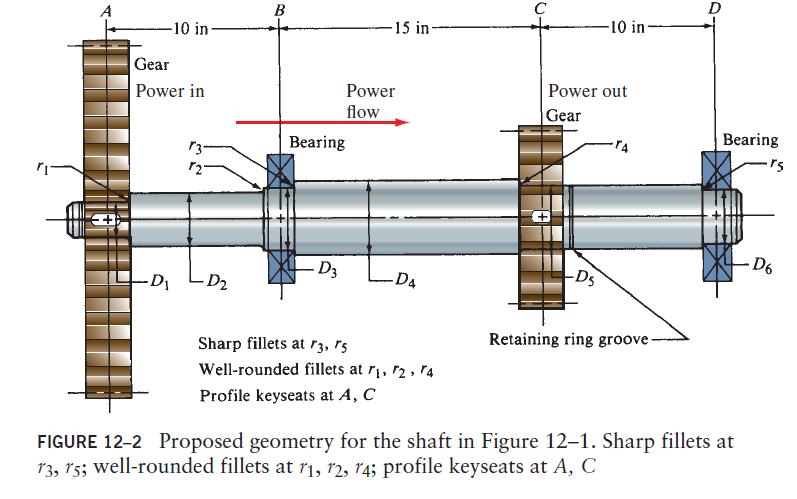 A B C D
10 in 15 in 10 in
Gear
Power in
Power
flow
Power out
Gear
Bearing
Bearing
r1
r3
r2
r4
r5
D1
D2
D3
D4
D5
D6
Sharp fillets at r3, r5
Well-rounded fillets at r1, r2 , r4
Profile keyseats at A, C
Retaining ring groove
FIGURE 12–2 Proposed geometry for the shaft in Figure 12–1. Sharp fillets at
r3, r5; well-rounded fillets at r1, r2, r4; profile keyseats at A, C